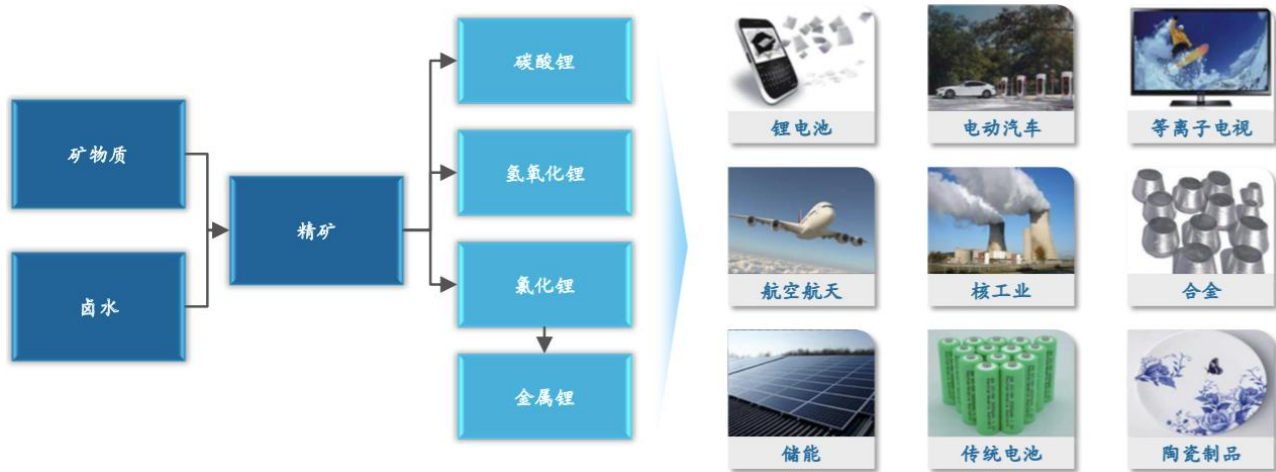 矿物质
卤水
精矿
碳酸锂
氢氧化锂
氯化锂
金属锂
锂电池
电动汽车
等离子电视
航空航天
核工业
合金
储能
传统电池
陶瓷制品